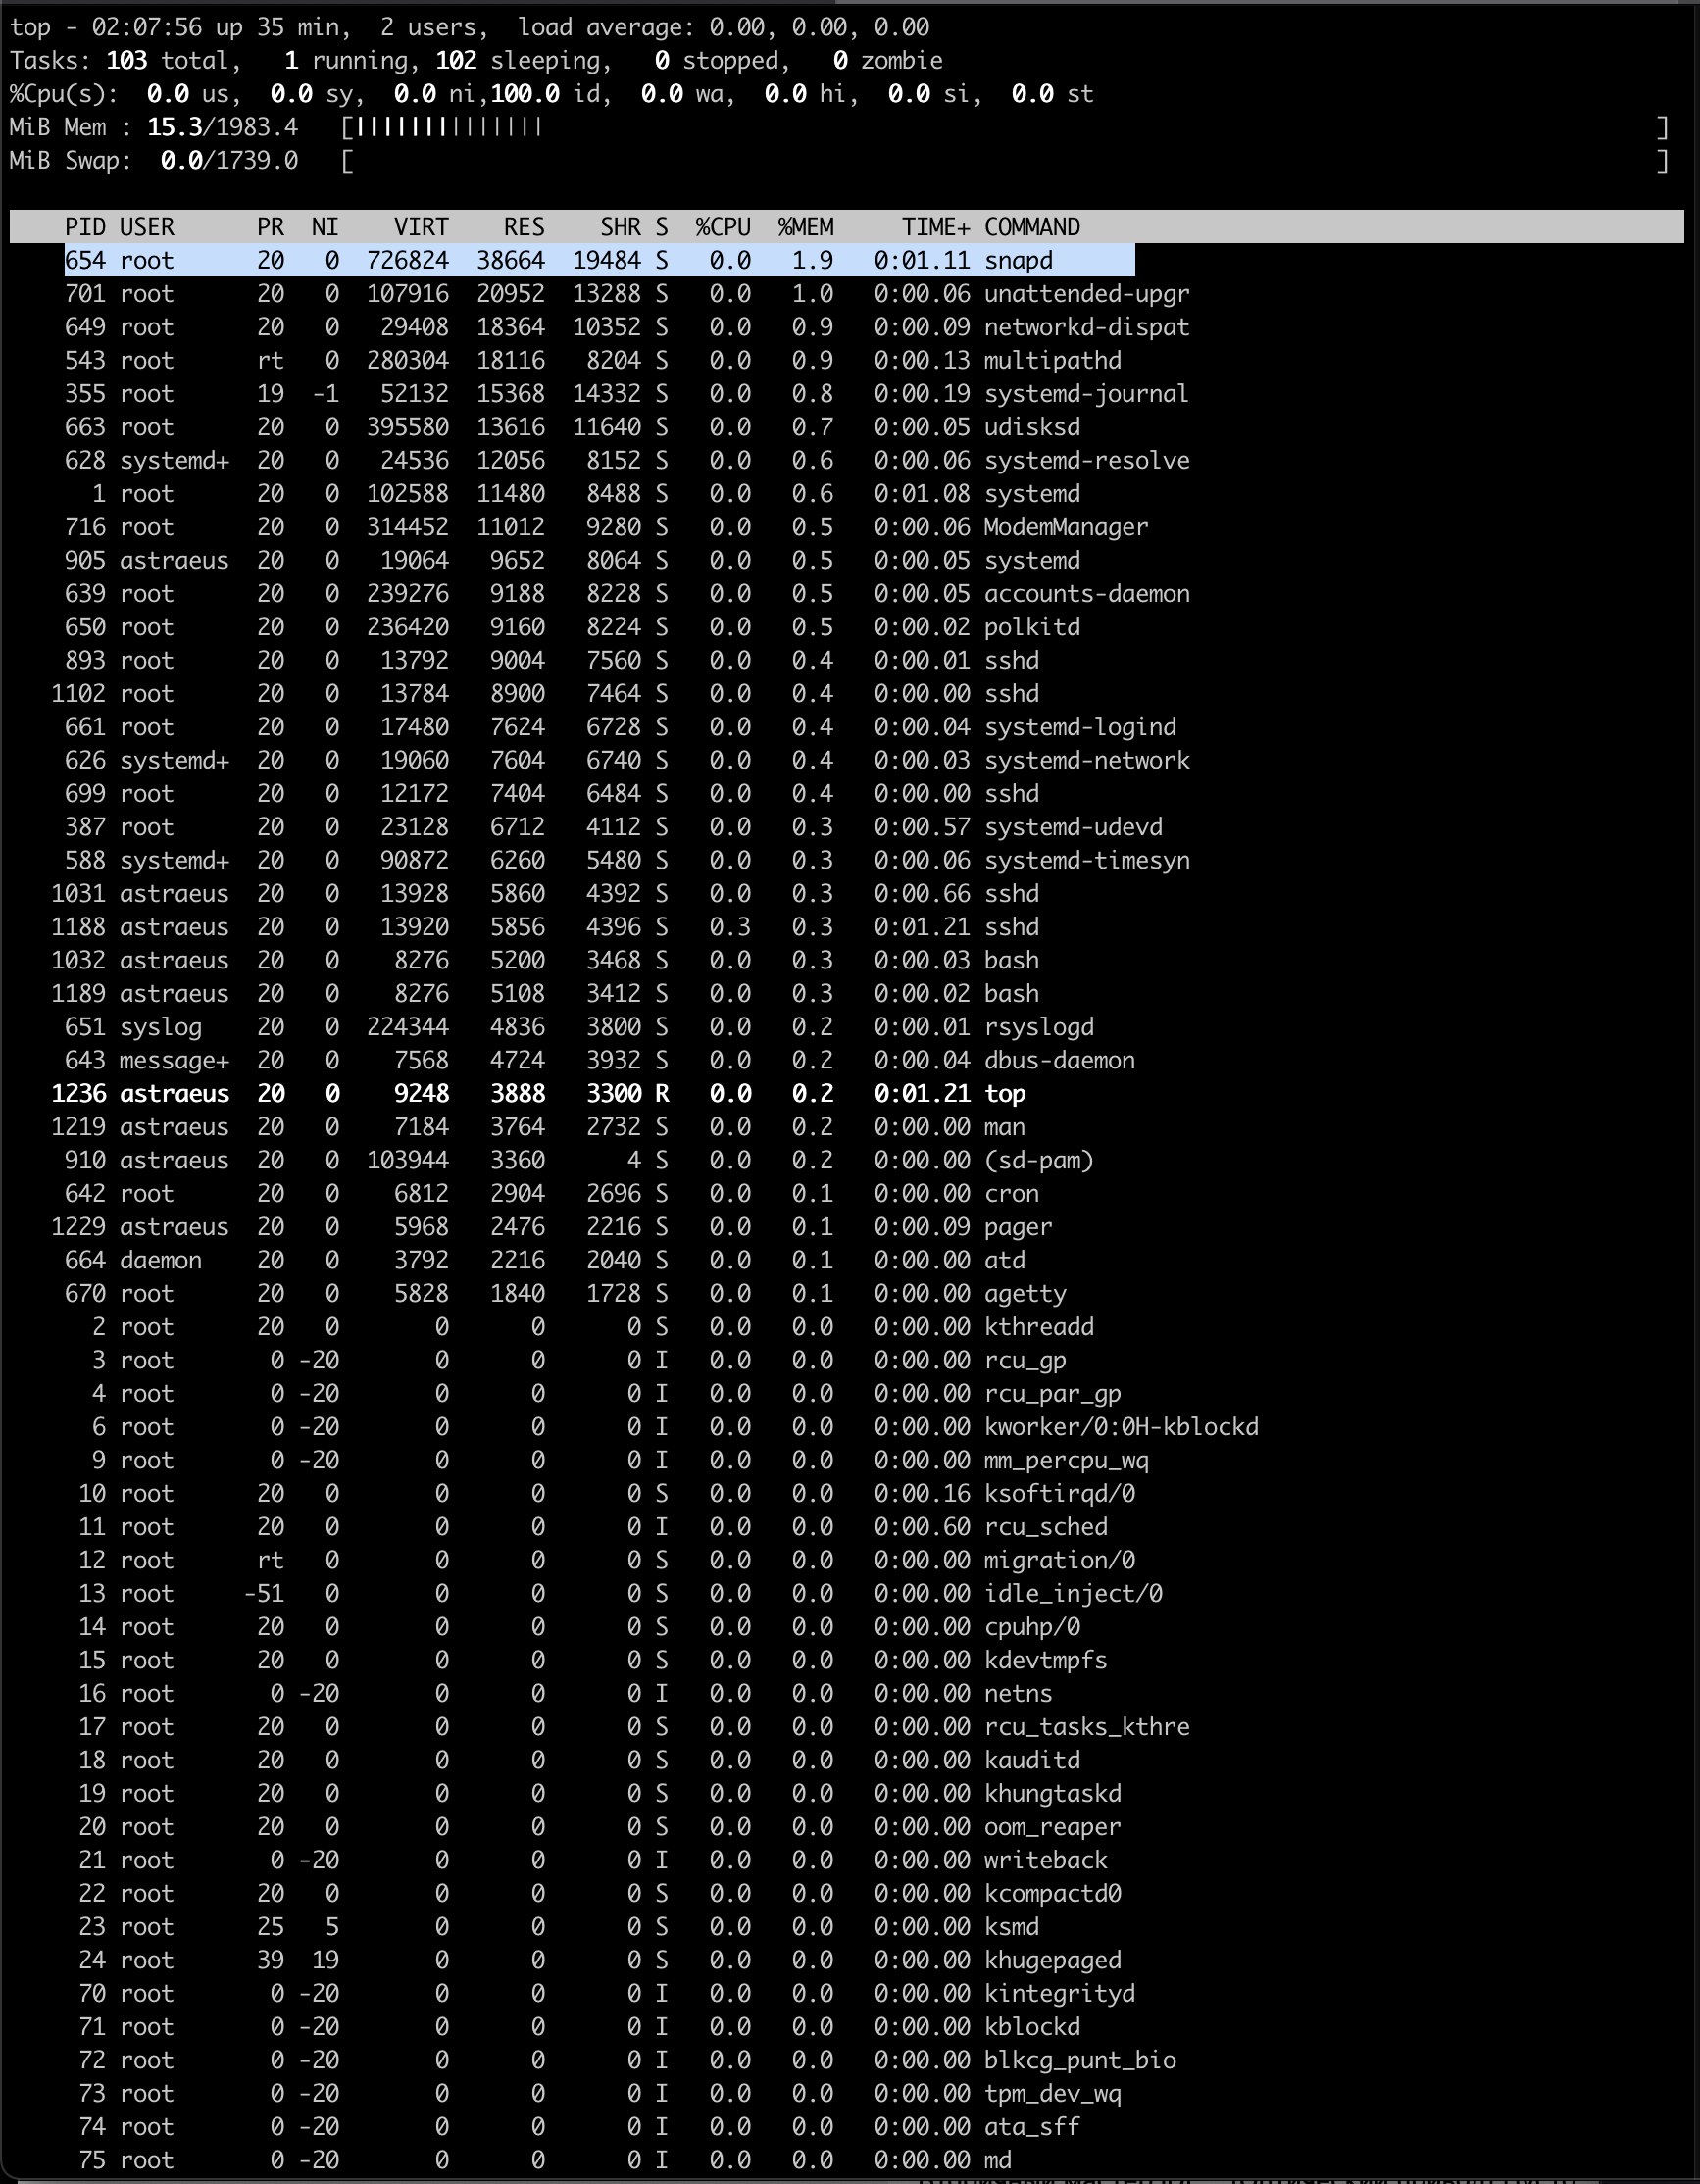 top - 02:07:56 up 35 min,  2 users,  load average: 0.00, 0.00, 0.00
Tasks: 103 total,   1 running, 102 sleeping,   0 stopped,   0 zombie
%Cpu(s):  0.0 us,  0.0 sy,  0.0 ni,100.0 id,  0.0 wa,  0.0 hi,  0.0 si,  0.0 st
MiB Mem : 15.3/1983.4   [||||||||||||||                    ]
MiB Swap:  0.0/1739.0   [                    ]
PID USER      PR  NI    VIRT    RES    SHR S  %CPU  %MEM     TIME+ COMMAND
654 root      20   0  726824  38664  19484 S   0.0   1.9   0:01.11 snapd
701 root      20   0  107916  20952  13288 S   0.0   1.0   0:00.06 unattended-upgr
649 root      20   0   29408  18364  10352 S   0.0   0.9   0:00.09 networkd-dispat
543 root      rt   0  280304  18116   8204 S   0.0   0.9   0:00.13 multipathd
355 root      19  -1   52132  15368  14332 S   0.0   0.8   0:00.19 systemd-journal
663 root      20   0  395580  13616  11640 S   0.0   0.7   0:00.05 udisksd
628 systemd+  20   0   24536  12056   8152 S   0.0   0.6   0:00.06 systemd-resolve
1 root      20   0  102588  11480   8488 S   0.0   0.6   0:01.08 systemd
716 root      20   0  314452  11012   9280 S   0.0   0.5   0:00.06 ModemManager
905 astraeus  20   0   19064   9652   8064 S   0.0   0.5   0:00.05 systemd
639 root      20   0  239276   9188   8228 S   0.0   0.5   0:00.05 accounts-daemon
650 root      20   0  236420   9160   8224 S   0.0   0.5   0:00.02 polkitd
893 root      20   0   13792   9004   7560 S   0.0   0.4   0:00.01 sshd
1102 root      20   0   13784   8900   7464 S   0.0   0.4   0:00.00 sshd
661 root      20   0   17480   7624   6728 S   0.0   0.4   0:00.04 systemd-logind
626 systemd+  20   0   19060   7604   6740 S   0.0   0.4   0:00.03 systemd-network
699 root      20   0   12172   7404   6484 S   0.0   0.4   0:00.00 sshd
387 root      20   0   23128   6712   4112 S   0.0   0.3   0:00.57 systemd-udevd
588 systemd+  20   0   90872   6260   5480 S   0.0   0.3   0:00.06 systemd-timesyn
1031 astraeus  20   0   13928   5860   4392 S   0.0   0.3   0:00.66 sshd
1188 astraeus  20   0   13920   5856   4396 S   0.3   0.3   0:01.21 sshd
1032 astraeus  20   0    8276   5200   3468 S   0.0   0.3   0:00.03 bash
1189 astraeus  20   0    8276   5108   3412 S   0.0   0.3   0:00.02 bash
651 syslog    20   0  224344   4836   3800 S   0.0   0.2   0:00.01 rsyslogd
643 message+  20   0    7568   4724   3932 S   0.0   0.2   0:00.04 dbus-daemon
1236 astraeus  20   0    9248   3888   3300 R   0.0   0.2   0:01.21 top
1219 astraeus  20   0    7184   3764   2732 S   0.0   0.2   0:00.00 man
910 astraeus  20   0  103944   3360      4 S   0.0   0.2   0:00.00 (sd-pam)
642 root      20   0    6812   2904   2696 S   0.0   0.1   0:00.00 cron
1229 astraeus  20   0    5968   2476   2216 S   0.0   0.1   0:00.09 pager
664 daemon    20   0    3792   2216   2040 S   0.0   0.1   0:00.00 atd
670 root      20   0    5828   1840   1728 S   0.0   0.1   0:00.00 agetty
2 root      20   0       0      0      0 S   0.0   0.0   0:00.00 kthreadd
3 root       0 -20       0      0      0 I   0.0   0.0   0:00.00 rcu_gp
4 root       0 -20       0      0      0 I   0.0   0.0   0:00.00 rcu_par_gp
6 root       0 -20       0      0      0 I   0.0   0.0   0:00.00 kworker/0:0H-kblockd
9 root       0 -20       0      0      0 I   0.0   0.0   0:00.00 mm_percpu_wq
10 root      20   0       0      0      0 S   0.0   0.0   0:00.16 ksoftirqd/0
11 root      20   0       0      0      0 I   0.0   0.0   0:00.60 rcu_sched
12 root      rt   0       0      0      0 S   0.0   0.0   0:00.00 migration/0
13 root     -51   0       0      0      0 S   0.0   0.0   0:00.00 idle_inject/0
14 root      20   0       0      0      0 S   0.0   0.0   0:00.00 cpuhp/0
15 root      20   0       0      0      0 S   0.0   0.0   0:00.00 kdevtmpfs
16 root       0 -20       0      0      0 I   0.0   0.0   0:00.00 netns
17 root      20   0       0      0      0 S   0.0   0.0   0:00.00 rcu_tasks_kthre
18 root      20   0       0      0      0 S   0.0   0.0   0:00.00 kauditd
19 root      20   0       0      0      0 S   0.0   0.0   0:00.00 khungtaskd
20 root      20   0       0      0      0 S   0.0   0.0   0:00.00 oom_reaper
21 root       0 -20       0      0      0 I   0.0   0.0   0:00.00 writeback
22 root      20   0       0      0      0 S   0.0   0.0   0:00.00 kcompactd0
23 root      25   5       0      0      0 S   0.0   0.0   0:00.00 ksmd
24 root      39  19       0      0      0 S   0.0   0.0   0:00.00 khugepaged
70 root       0 -20       0      0      0 I   0.0   0.0   0:00.00 kintegrityd
71 root       0 -20       0      0      0 I   0.0   0.0   0:00.00 kblockd
72 root       0 -20       0      0      0 I   0.0   0.0   0:00.00 blkcg_punt_bio
73 root       0 -20       0      0      0 I   0.0   0.0   0:00.00 tpm_dev_wq
74 root       0 -20       0      0      0 I   0.0   0.0   0:00.00 ata_sff
75 root       0 -20       0      0      0 I   0.0   0.0   0:00.00 md